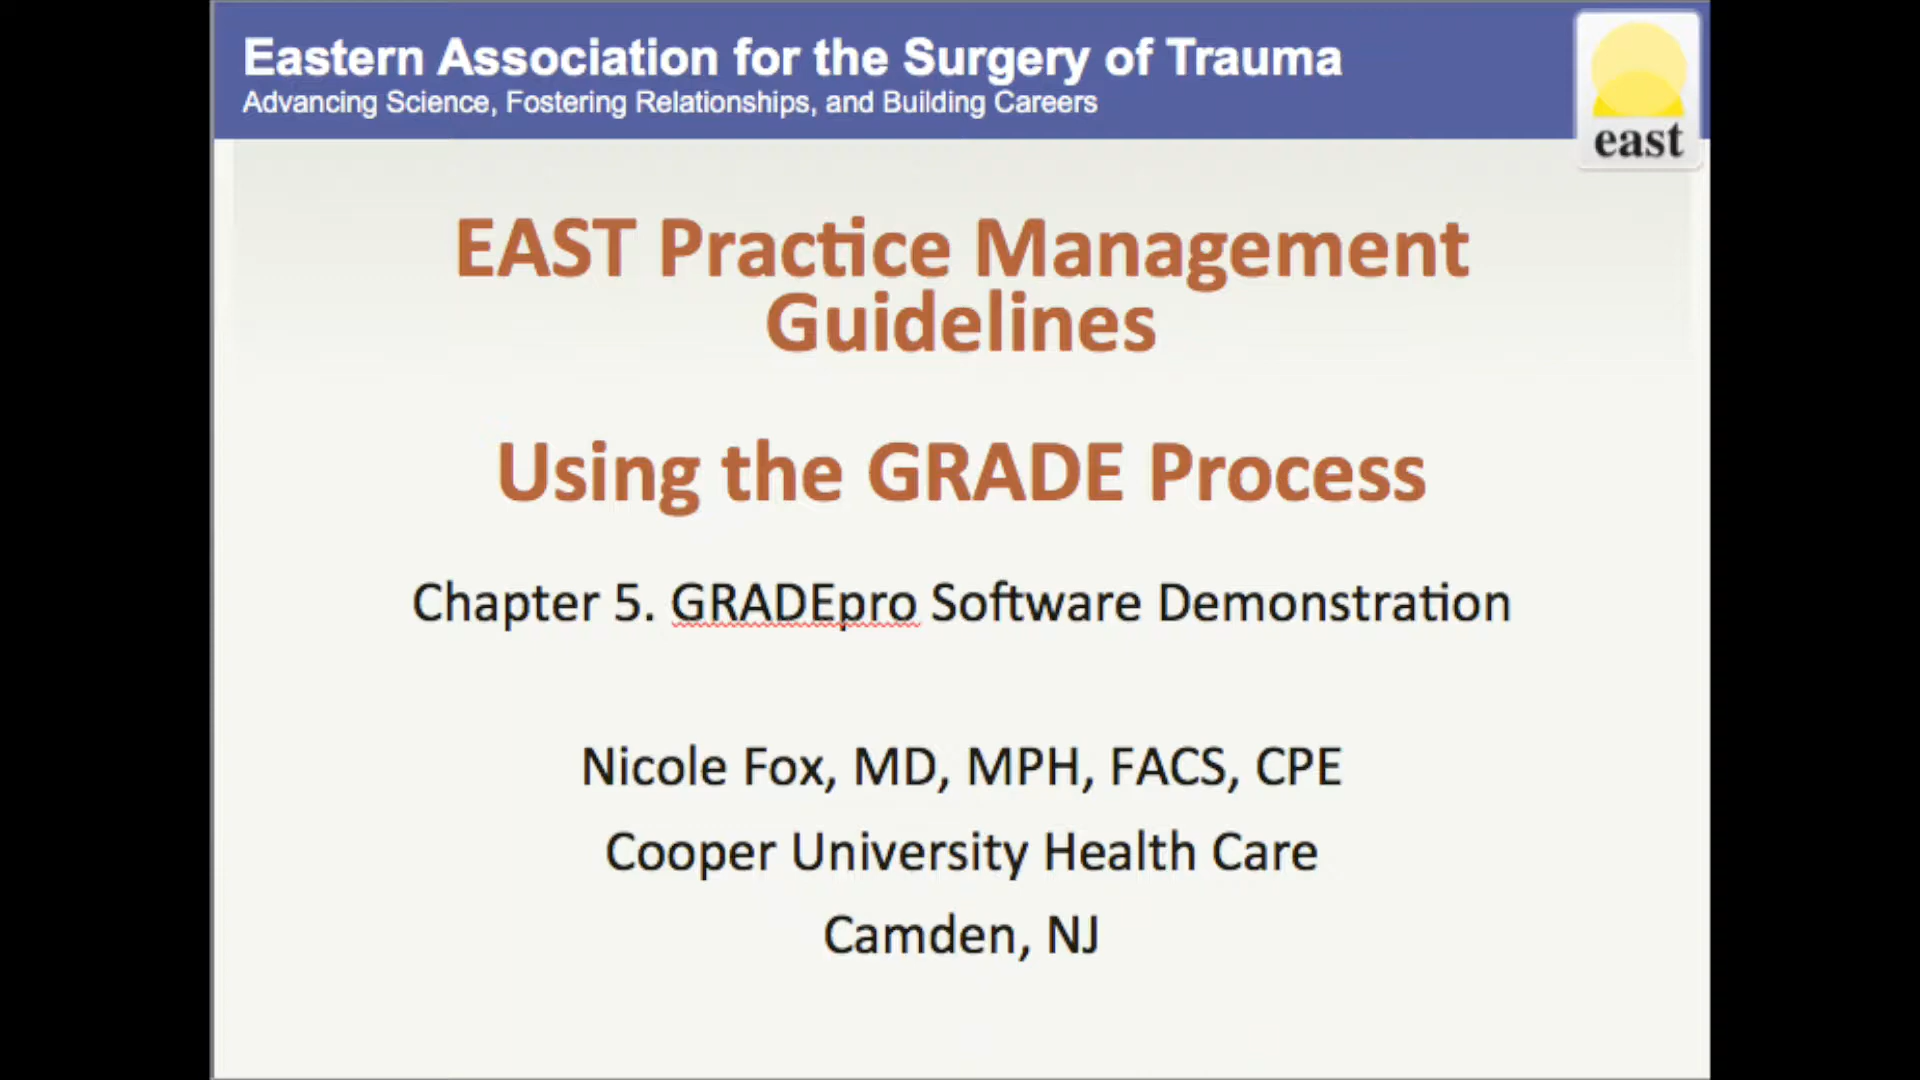 Eastern Association for the Surgery of Trauma
Advancing Science, Fostering Relationships, and Building Careers
east
EAST Practice Management
Guidelines
Using the GRADE Process
Chapter 5. GRADEpro Software Demonstration
Nicole Fox, MD, MPH, FACS, CPE
Cooper University Health Care
Camden, NJ